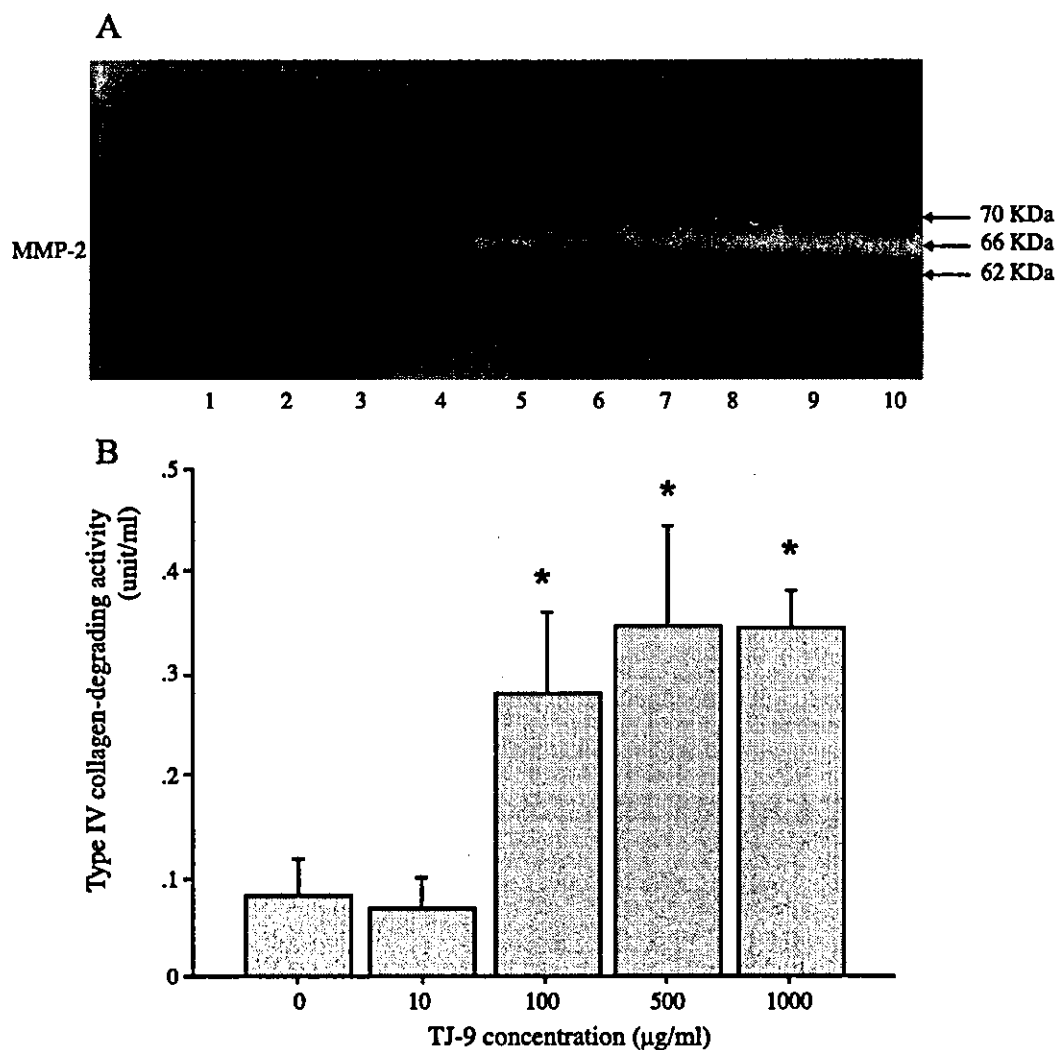 A
MMP-2
70 KDa
66 KDa
62 KDa
1 2 3 4 5 6 7 8 9 10
B
Type IV collagen-degrading activity
(unit/ml)
.5
.4
.3
.2
.1
0
* * *
0 10 100 500 1000
TJ-9 concentration (µg/ml)